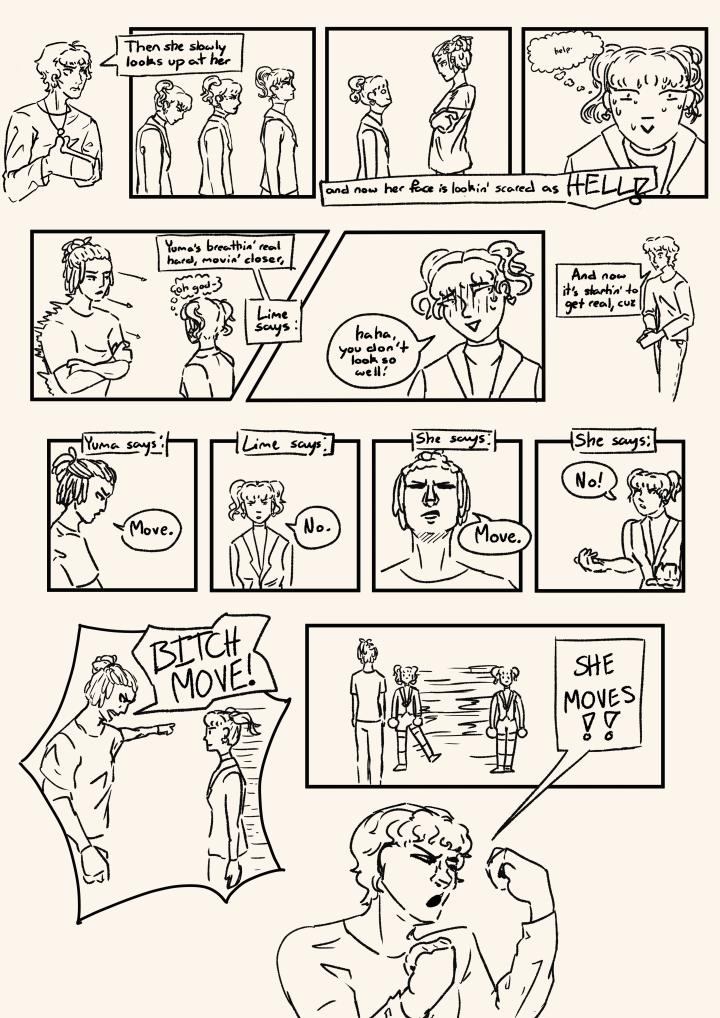 Then she slowly
looks up at her
help
and now her face is lookin' scared as HELL!
Yuma's breathin' real
hard, movin' closer,
oh god
Lime
says:
haha,
you don't
look so
well!
And now
it's startin' to
get real, cuz
Yuma says:
Move.
Lime says:
No.
She says:
Move.
She says:
No!
BITCH
MOVE!
SHE
MOVES
!!